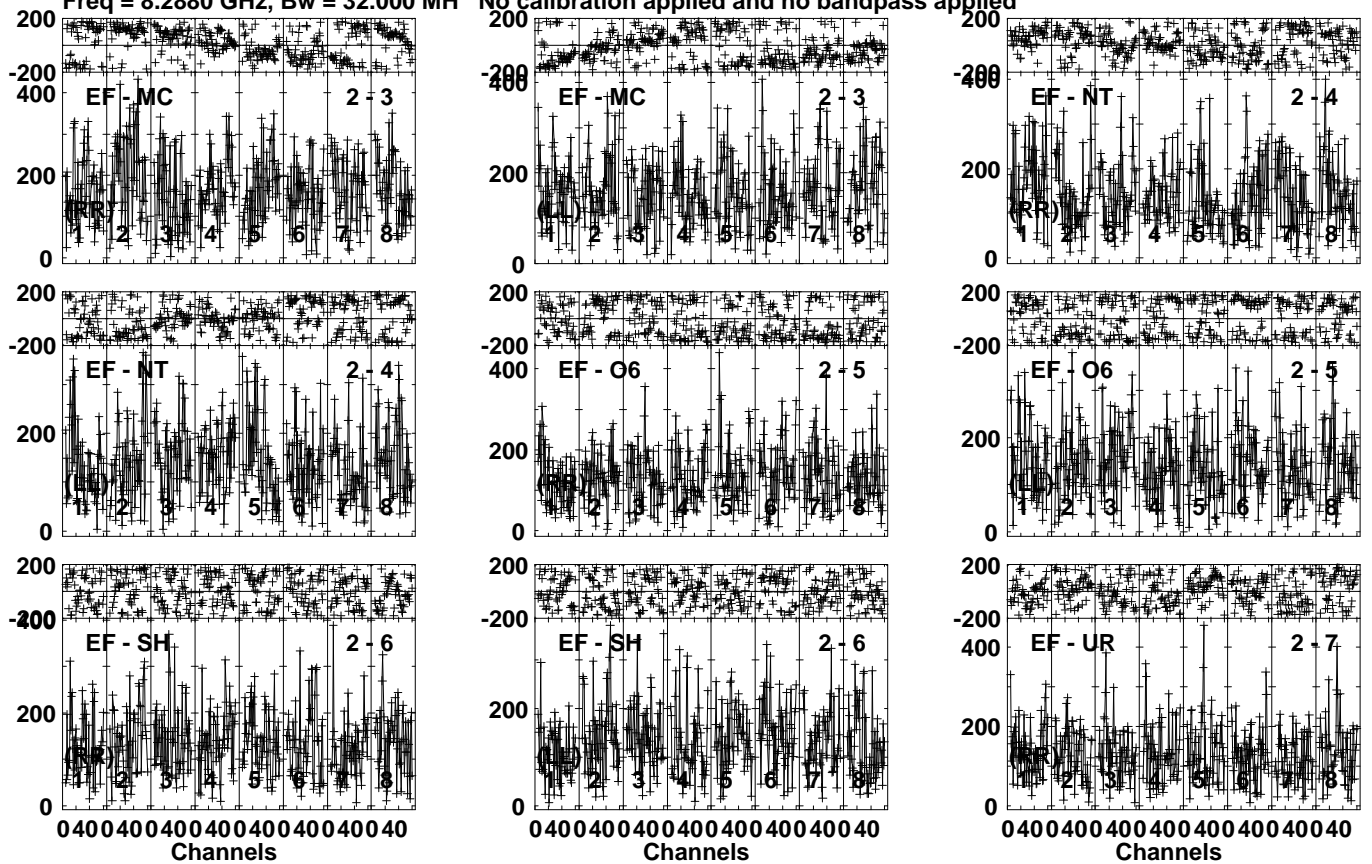 Freq = 8.2880 GHz, Bw = 32.000 MH No calibration applied and no bandpass applied
200 200 200
-200 -200 -200
400 400 400
EF - MC 2 - 3 EF - MC 2 - 3 EF - NT 2 - 4
200 200 200
(RR) (LL) (RR)
1 2 3 4 5 6 7 8 1 2 3 4 5 6 7 8 1 2 3 4 5 6 7 8
0 0 0
200 200 200
-200 -200 -200
EF - NT 2 - 4 EF - O6 2 - 5 EF - O6 2 - 5
400
200 200 200
(LL) (RR) (LL)
1 2 3 4 5 6 7 8 1 2 3 4 5 6 7 8 1 2 3 4 5 6 7 8
0 0 0
200 200 200
-200 -200 -200
400
EF - SH 2 - 6 EF - SH 2 - 6 EF - UR 2 - 7
400
200 200 200
(RR) (LL) (RR)
1 2 3 4 5 6 7 8 1 2 3 4 5 6 7 8 1 2 3 4 5 6 7 8
0 0 0
0 40 0 40 0 40 0 40 0 40 0 40 0 40 0 40 0 40 0 40 0 40 0 40 0 40 0 40 0 40 0 40 0 40 0 40 0 40 0 40 0 40 0 40 0 40 0 40
Channels Channels Channels